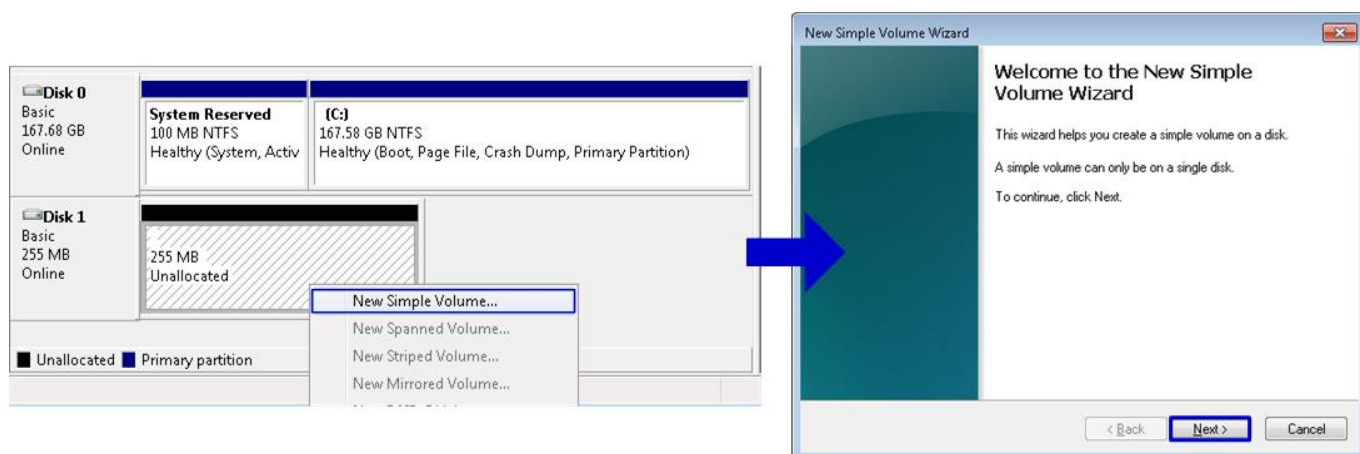 Disk 0
Basic
167.68 GB
Online
System Reserved
100 MB NTFS
Healthy (System, Activ
(C:)
167.58 GB NTFS
Healthy (Boot, Page File, Crash Dump, Primary Partition)
Disk 1
Basic
255 MB
Online
255 MB
Unallocated
New Simple Volume...
New Spanned Volume...
New Striped Volume...
New Mirrored Volume...
Unallocated Primary partition
New Simple Volume Wizard
Welcome to the New Simple
Volume Wizard
This wizard helps you create a simple volume on a disk.
A simple volume can only be on a single disk.
To continue, click Next.
< Back Next > Cancel